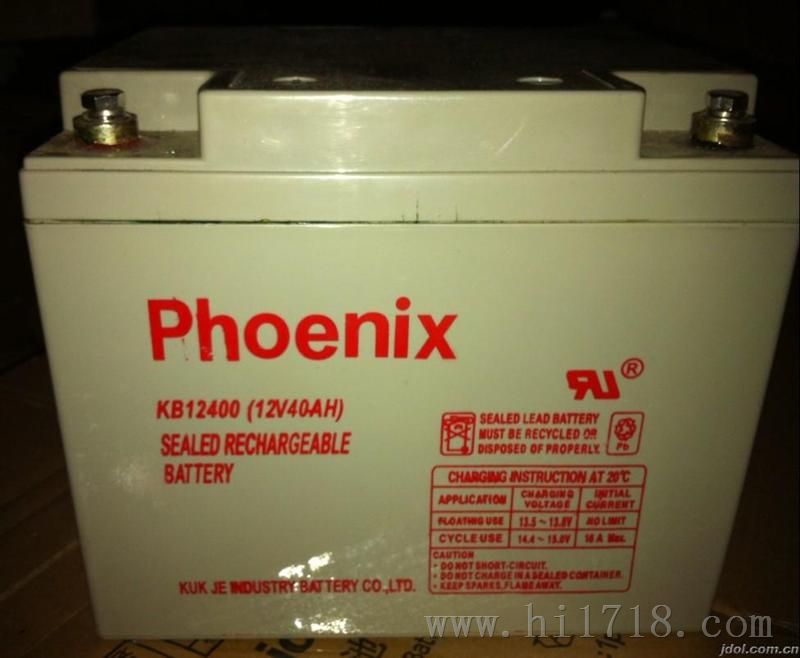 Phoenix
KB12400 (12V40AH)
SEALED RECHARGEABLE
BATTERY
RU ®
SEALED LEAD BATTERY
MUST BE RECYCLED OR
DISPOSED OF PROPERLY.
Pb
CHARGING INSTRUCTION AT 20℃
APPLICATION CHARGING VOLTAGE INITIAL CURRENT
FLOATING USE 13.5 ~ 13.8V NO LIMIT
CYCLE USE 14.4 ~ 15.0V 16 A Max.
CAUTION
• DO NOT SHORT-CIRCUIT.
• DO NOT CHARGE IN A SEALED CONTAINER.
• KEEP SPARKS, FLAME AWAY.
KUK JE INDUSTRY BATTERY CO., LTD.
www.hi1718.com
jdol.com.cn